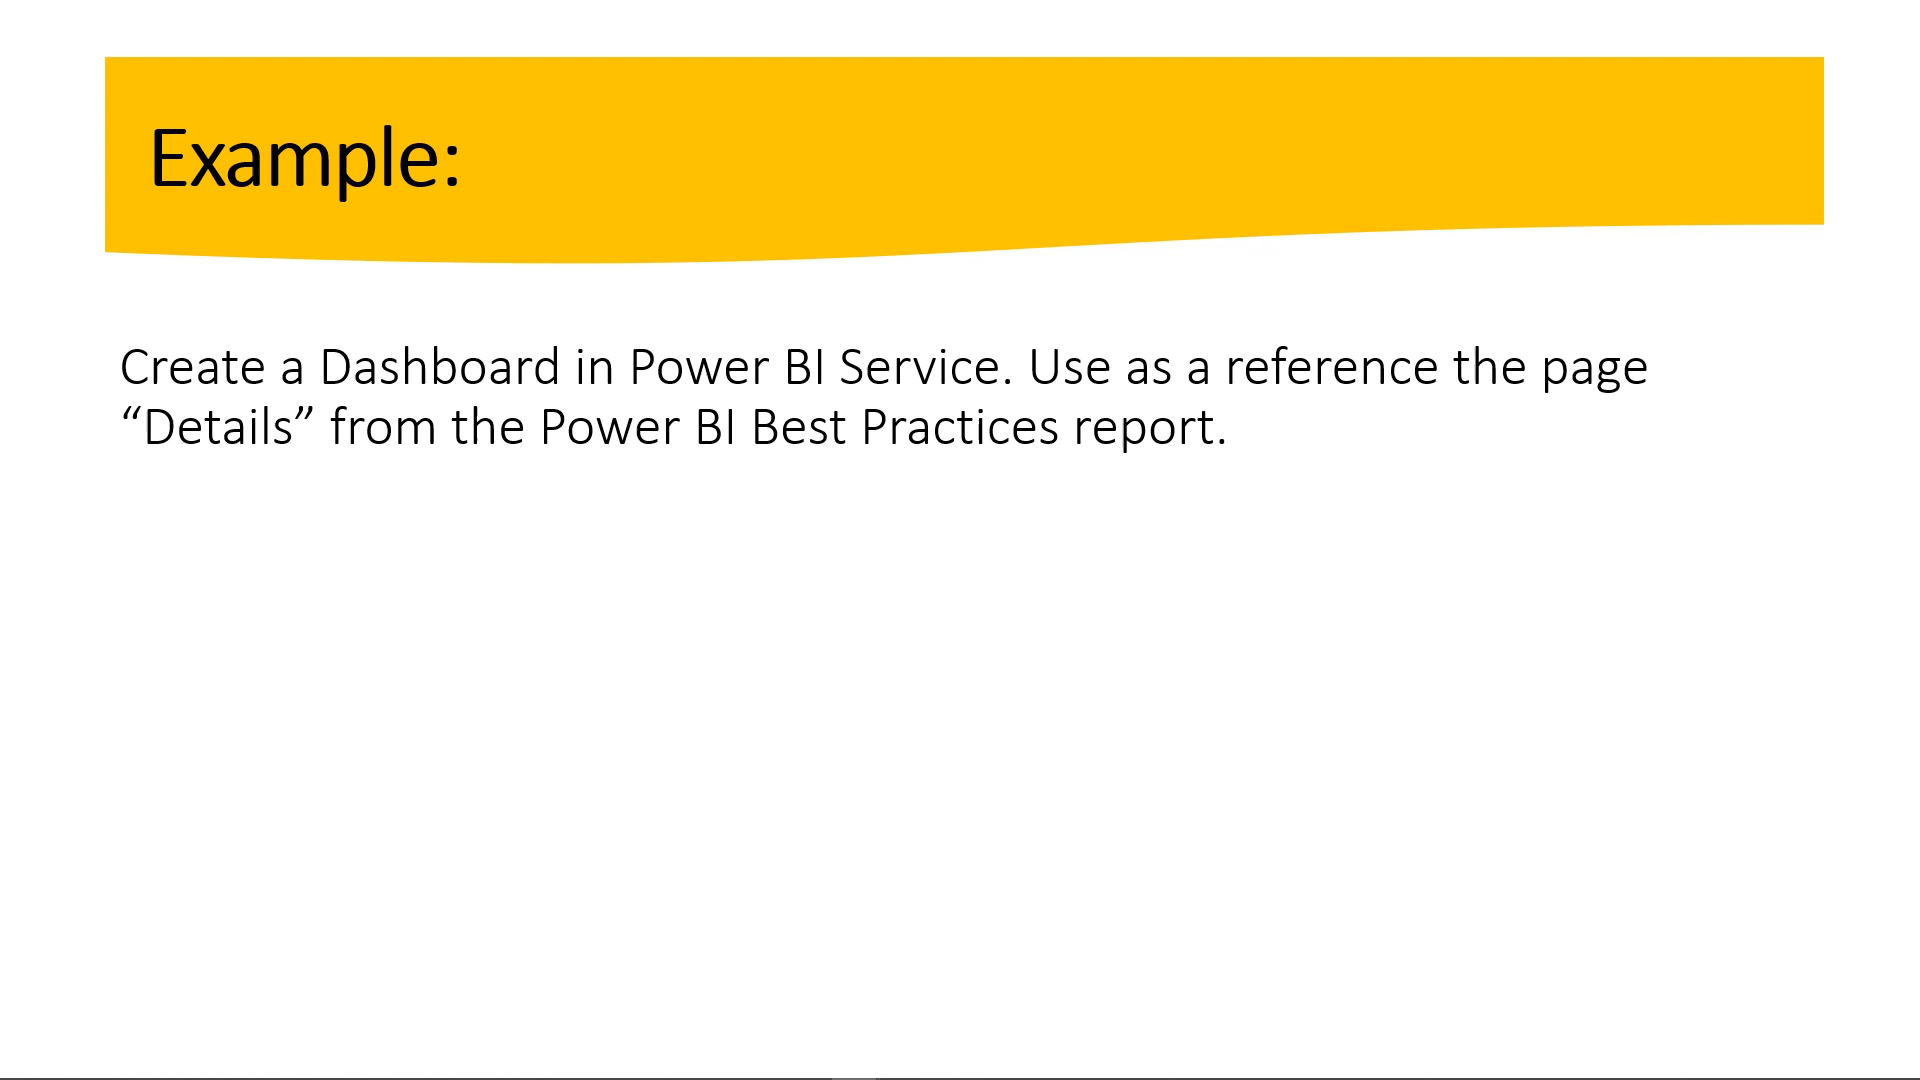 Example:
Create a Dashboard in Power BI Service. Use as a reference the page
“Details” from the Power BI Best Practices report.